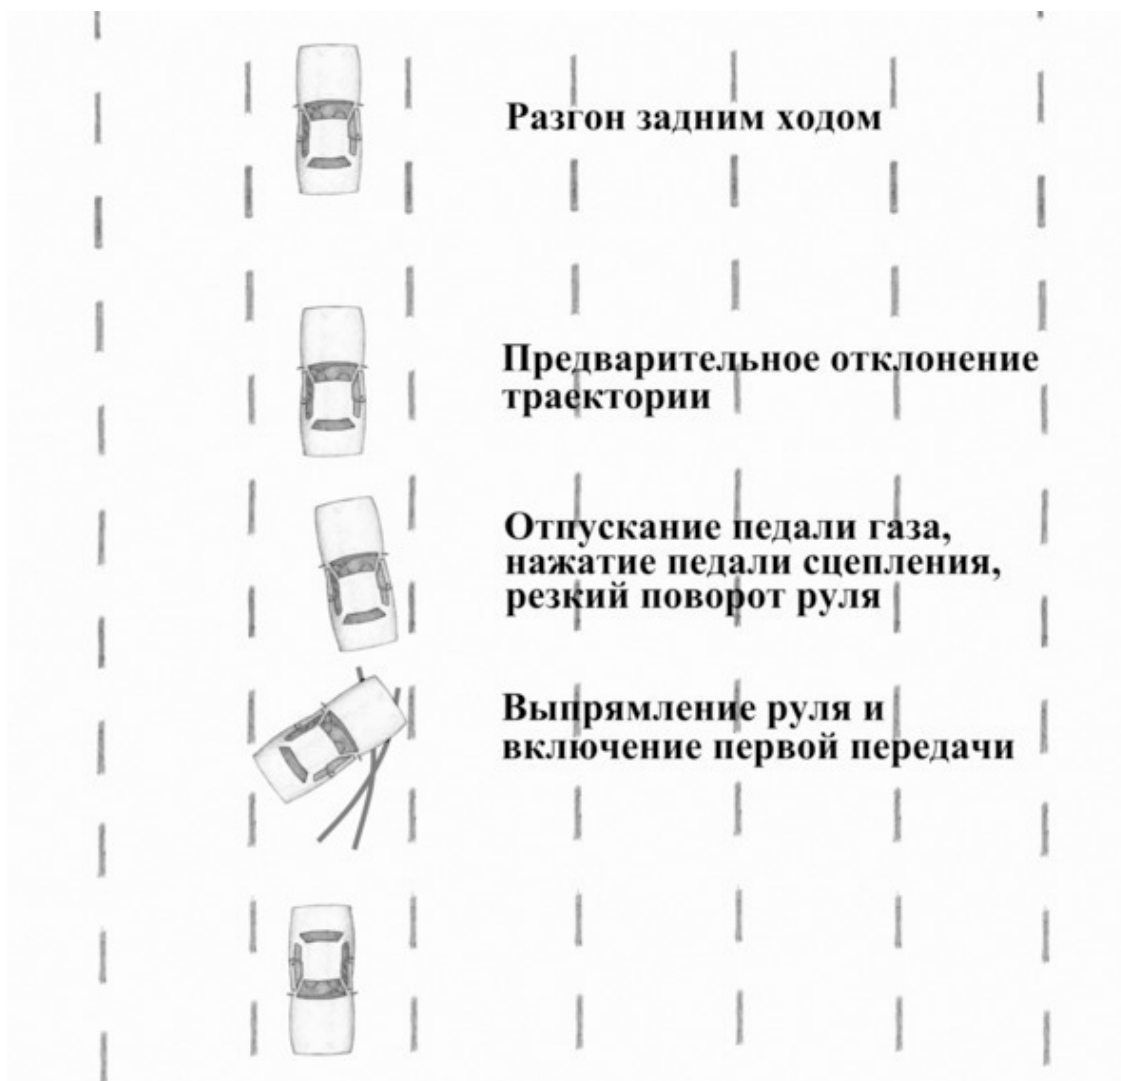 Разгон задним ходом
Предварительное отклонение
траектории
Отпускание педали газа,
нажатие педали сцепления,
резкий поворот руля
Выпрямление руля и
включение первой передачи